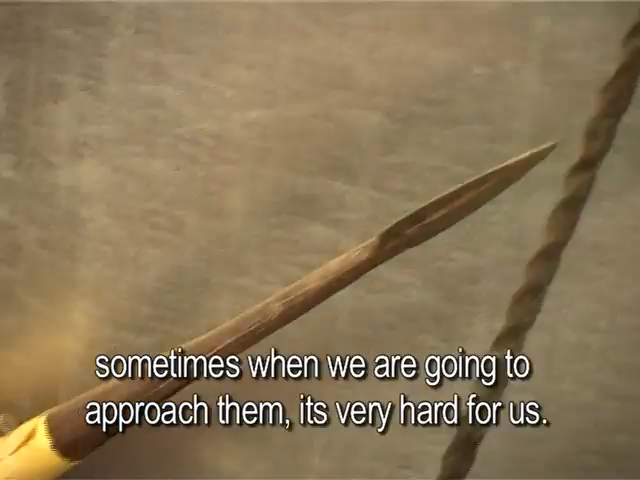 sometimes when we are going to
approach them, its very hard for us.